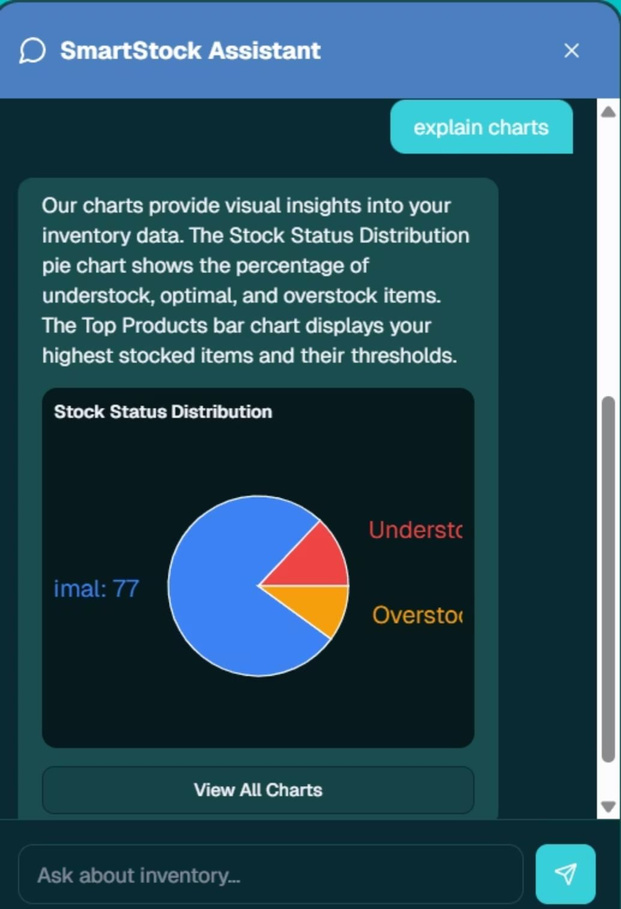 SmartStock Assistant
explain charts
Our charts provide visual insights into your
inventory data. The Stock Status Distribution
pie chart shows the percentage of
understock, optimal, and overstock items.
The Top Products bar chart displays your
highest stocked items and their thresholds.
Stock Status Distribution
Understo
imal: 77
Overstoc
View All Charts
Ask about inventory...